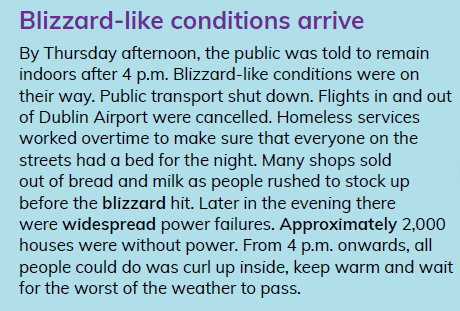 Blizzard-like conditions arrive
By Thursday afternoon, the public was told to remain
indoors after 4 p.m. Blizzard-like conditions were on
their way. Public transport shut down. Flights in and out
of Dublin Airport were cancelled. Homeless services
worked overtime to make sure that everyone on the
streets had a bed for the night. Many shops sold
out of bread and milk as people rushed to stock up
before the blizzard hit. Later in the evening there
were widespread power failures. Approximately 2,000
houses were without power. From 4 p.m. onwards, all
people could do was curl up inside, keep warm and wait
for the worst of the weather to pass.